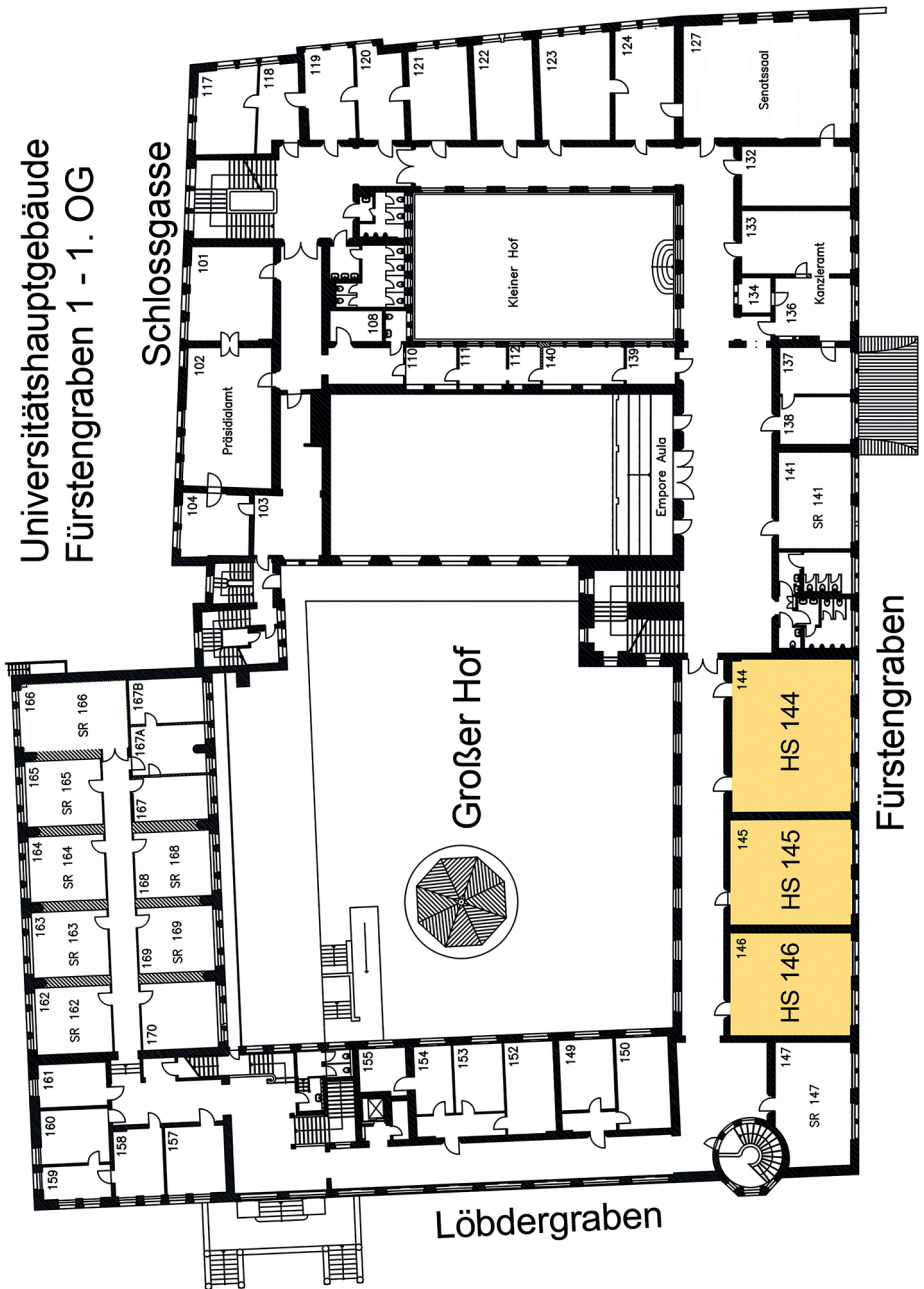 Universitätshauptgebäude
Fürstengraben 1 - 1. OG
Schlossgasse
117
118
119
120
121
122
123
124
127
Senatssaal
101
102
Präsidialamt
104
103
108
110
111
112
140
139
Kleiner Hof
132
133
134
136
Kanzleramt
137
138
141
SR 141
Empore Aula
Großer Hof
166
SR 166
167B
167A
167
165
SR 165
164
SR 164
168
SR 168
163
SR 163
169
SR 169
162
SR 162
170
161
160
159
158
157
155
154
153
152
149
150
144
HS 144
145
HS 145
146
HS 146
147
SR 147
Fürstengraben
Löbdergraben